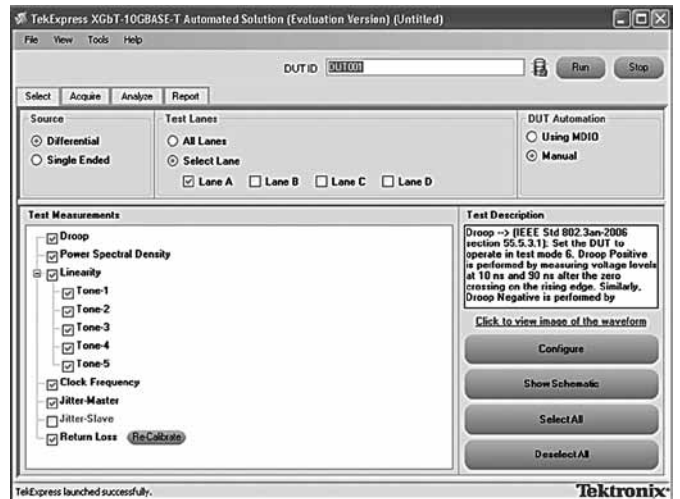 TekExpress XGbT-10GBASE-T Automated Solution (Evaluation Version) (Untitled)
File View Tools Help
DUT ID DUT001 Run Stop
Select Acquire Analyze Report
Source Test Lanes DUT Automation
Differential All Lanes Using MDIO
Single Ended Select Lane Manual
Lane A Lane B Lane C Lane D
Test Measurements
Droop
Power Spectral Density
Linearity
Tone-1
Tone-2
Tone-3
Tone-4
Tone-5
Clock Frequency
Jitter-Master
Jitter-Slave
Return Loss Re-Calibrate
Test Description
Droop --> (IEEE Std 802.3an-2006
section 55.5.3.1): Set the DUT to
operate in test mode 6. Droop Positive
is performed by measuring voltage levels
at 10 ns and 90 ns after the zero
crossing on the rising edge. Similarly,
Droop Negative is performed by
Click to view image of the waveform
Configure
Show Schematic
Select All
Deselect All
TekExpress launched successfully.
Tektronix